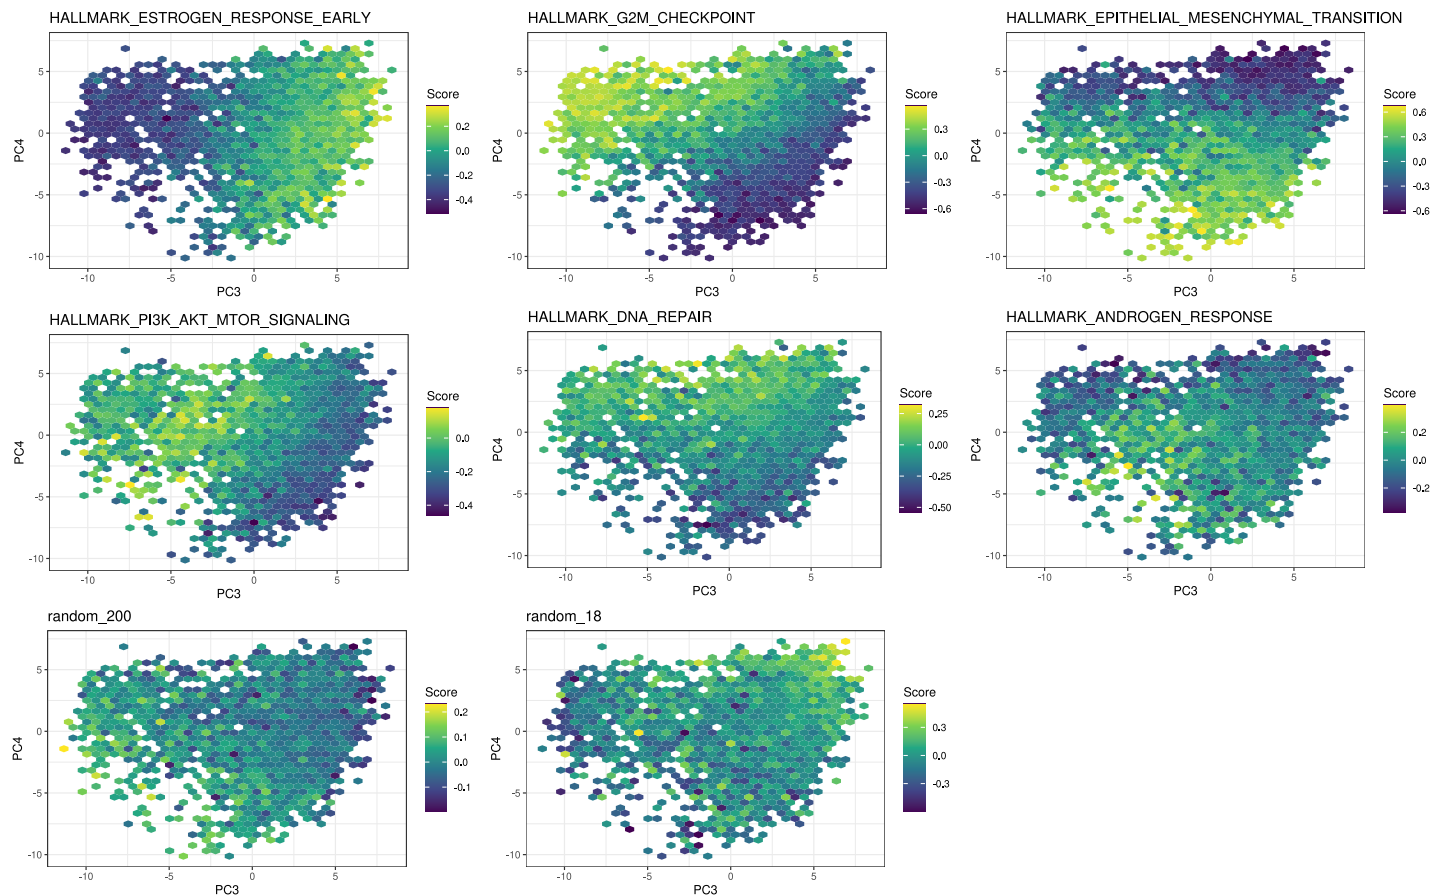 HALLMARK_ESTROGEN_RESPONSE_EARLY
5
0
-5
-10
-10
-5
0
5
PC3
PC4
Score
0.2
0.0
-0.2
-0.4
HALLMARK_G2M_CHECKPOINT
5
0
-5
-10
-10
-5
0
5
PC3
PC4
Score
0.3
0.0
-0.3
-0.6
HALLMARK_EPITHELIAL_MESENCHYMAL_TRANSITION
5
0
-5
-10
-10
-5
0
5
PC3
PC4
Score
0.6
0.3
0.0
-0.3
-0.6
HALLMARK_PI3K_AKT_MTOR_SIGNALING
5
0
-5
-10
-10
-5
0
5
PC3
PC4
Score
0.0
-0.2
-0.4
HALLMARK_DNA_REPAIR
5
0
-5
-10
-10
-5
0
5
PC3
PC4
Score
0.25
0.00
-0.25
-0.50
HALLMARK_ANDROGEN_RESPONSE
5
0
-5
-10
-10
-5
0
5
PC3
PC4
Score
0.2
0.0
-0.2
random_200
5
0
-5
-10
-10
-5
0
5
PC3
PC4
Score
0.2
0.1
0.0
-0.1
random_18
5
0
-5
-10
-10
-5
0
5
PC3
PC4
Score
0.3
0.0
-0.3